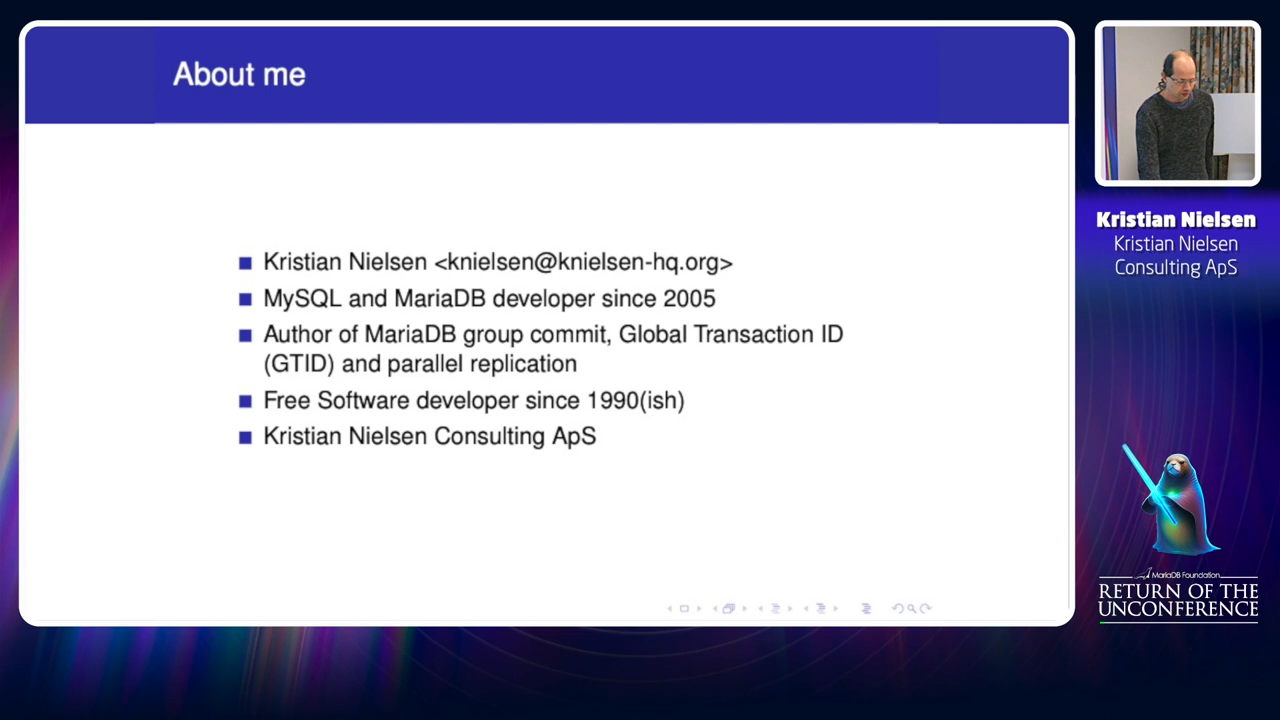 About me
Kristian Nielsen <knielsen@knielsen-hq.org>
MySQL and MariaDB developer since 2005
Author of MariaDB group commit, Global Transaction ID
(GTID) and parallel replication
Free Software developer since 1990(ish)
Kristian Nielsen Consulting ApS
Kristian Nielsen
Kristian Nielsen
Consulting ApS
MariaDB Foundation
RETURN OF THE
UNCONFERENCE